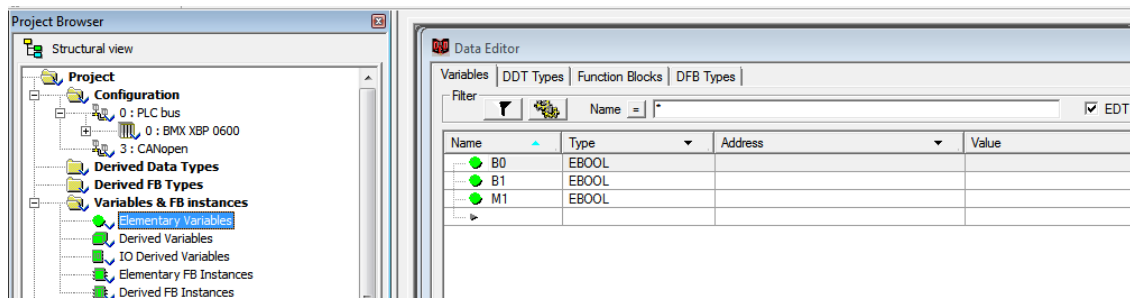 Project Browser
Structural view
Project
Configuration
0 : PLC bus
0 : BMX XBP 0600
3 : CANopen
Derived Data Types
Derived FB Types
Variables & FB instances
Elementary Variables
Derived Variables
IO Derived Variables
Elementary FB Instances
Derived FB Instances
Data Editor
Variables DDT Types Function Blocks DFB Types
Filter
Name = * EDT
Name Type Address Value
B0 EBOOL
B1 EBOOL
M1 EBOOL